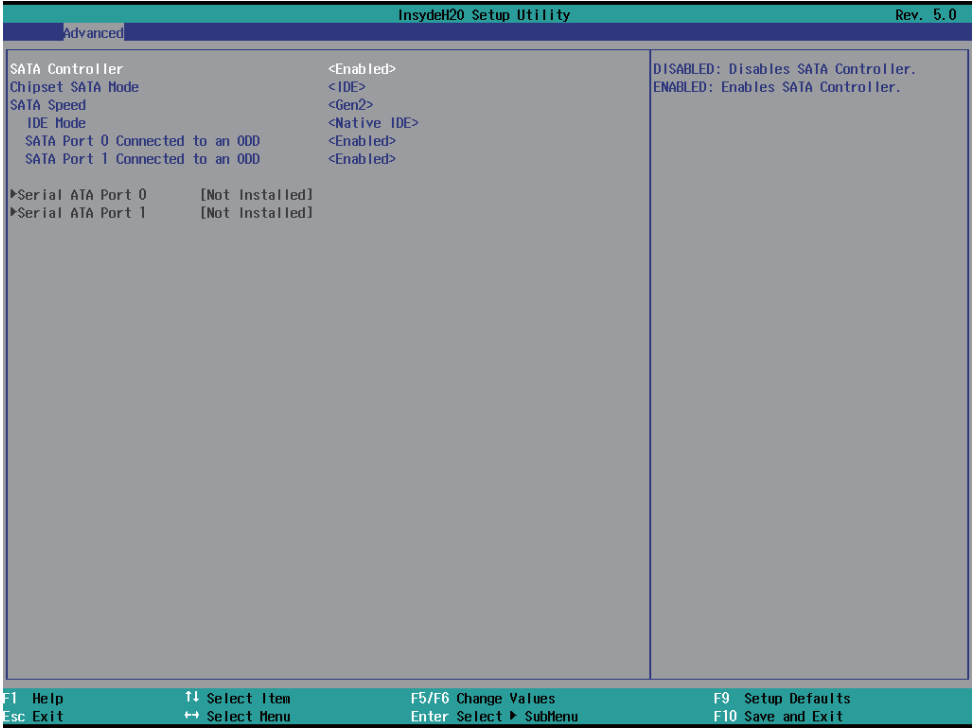 InsydeH20 Setup Utility Rev. 5.0
Advanced
SATA Controller <Enabled>
Chipset SATA Mode <IDE>
SATA Speed <Gen2>
IDE Mode <Native IDE>
SATA Port 0 Connected to an ODD <Enabled>
SATA Port 1 Connected to an ODD <Enabled>
▶Serial ATA Port 0 [Not Installed]
▶Serial ATA Port 1 [Not Installed]
DISABLED: Disables SATA Controller.
ENABLED: Enables SATA Controller.
F1 Help ↑↓ Select Item F5/F6 Change Values F9 Setup Defaults
Esc Exit ↔ Select Menu Enter Select ▶ SubMenu F10 Save and Exit